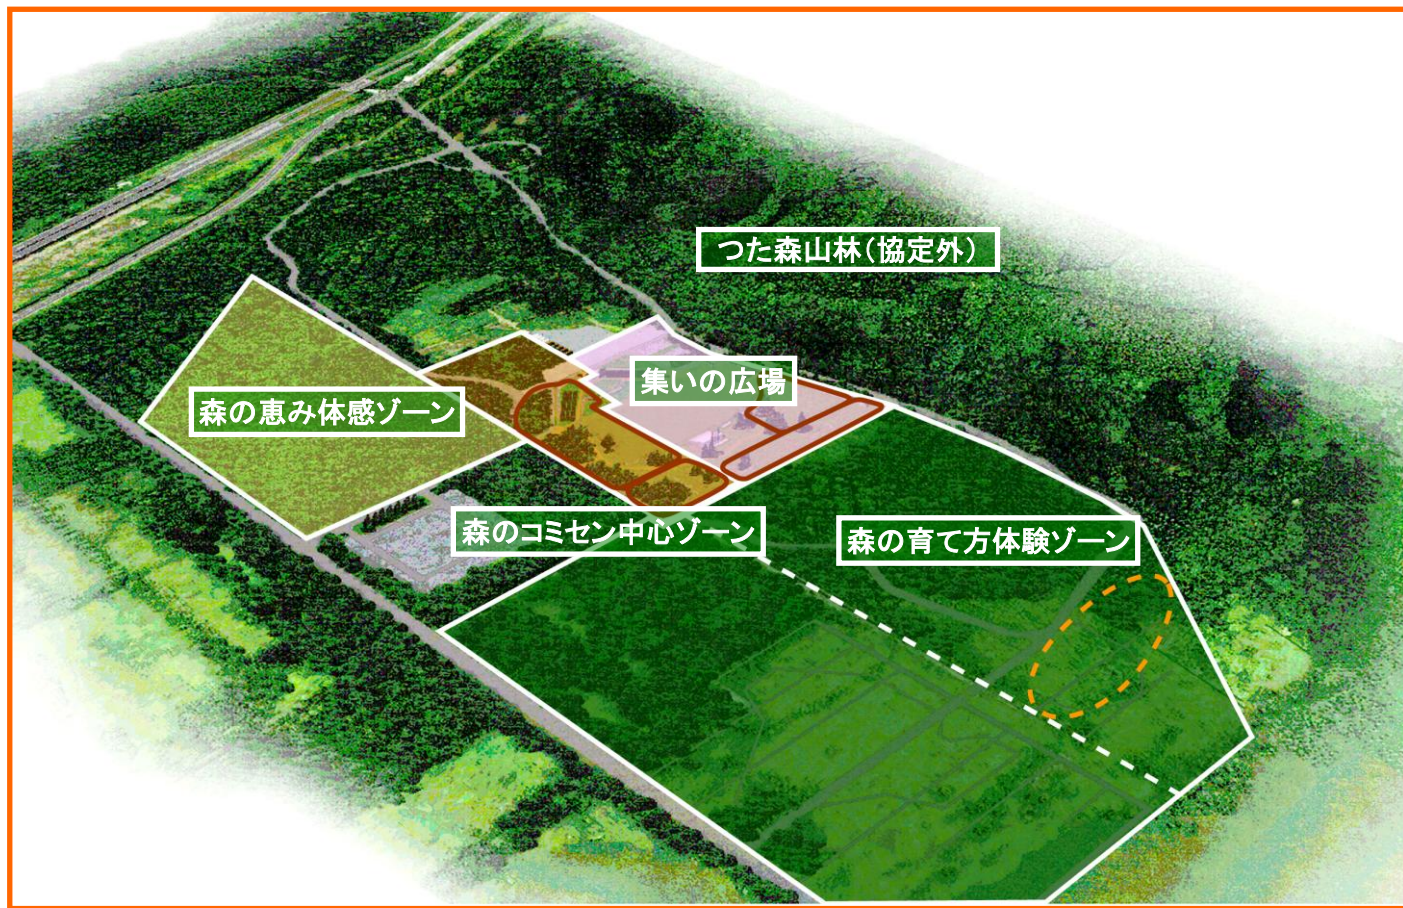 つた森山林（協定外）
集いの広場
森の恵み体感ゾーン
森のコミセン中心ゾーン
森の育て方体験ゾーン